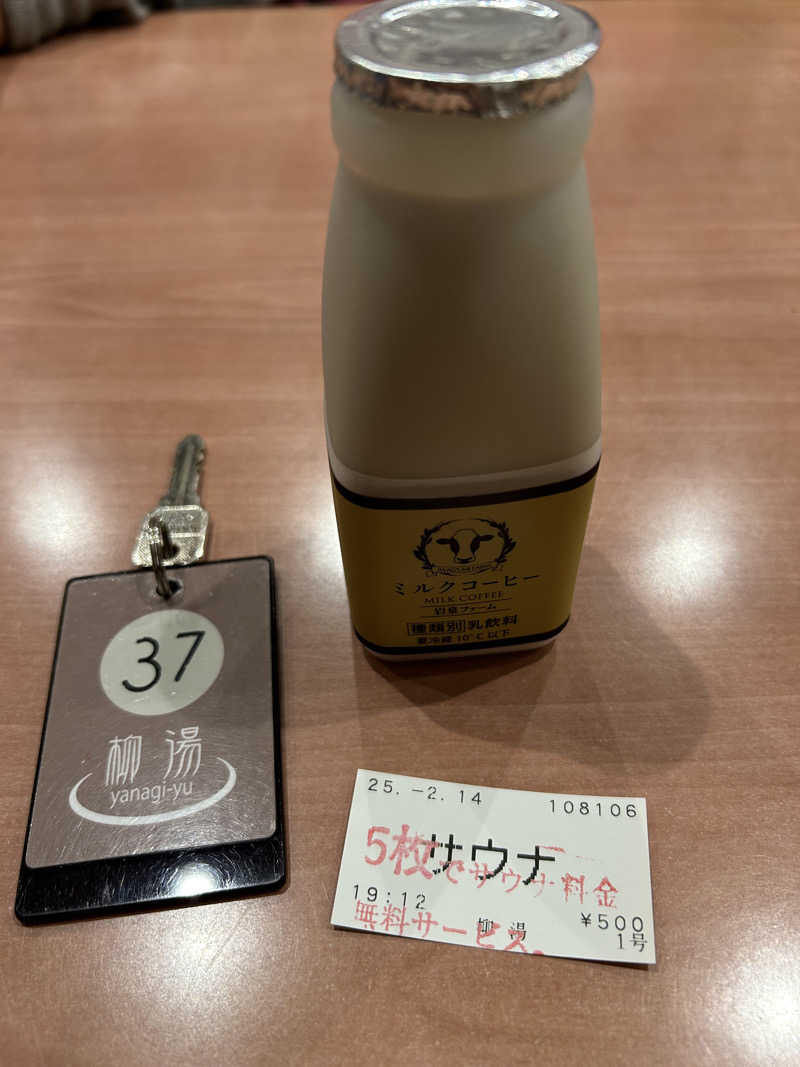 37
柳湯
yanagi-yu
ミルクコーヒー
MILK COFFEE
岩泉ファーム
種類別 乳飲料
要冷蔵10℃以下
25.-2.14 108106
サウナ
5枚でサウナ料金
無料サービス。
19:12
柳湯 ¥500
1号